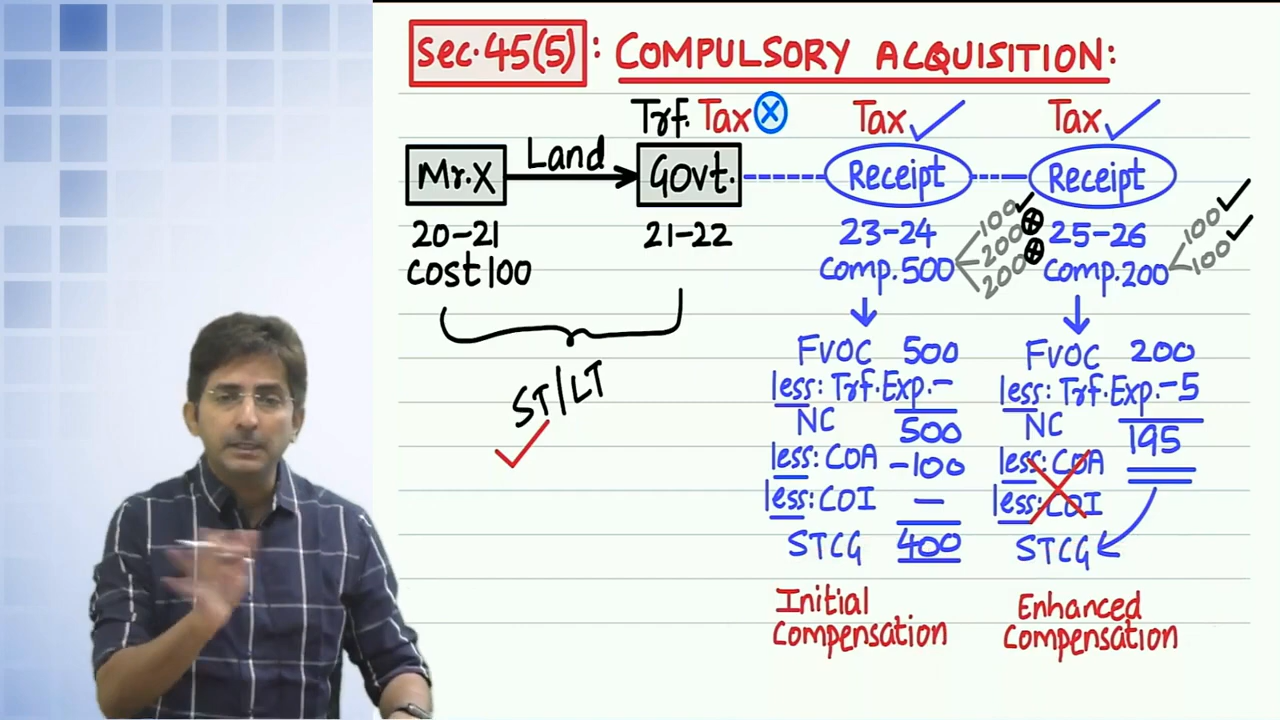 Sec.45(5) : COMPULSORY ACQUISITION:
Trf. Tax ⊗ Tax ✓ Tax ✓
Mr.X Land Govt. Receipt Receipt
20-21 21-22 23-24 25-26
Cost 100 Comp.500 Comp.200
100 ✓
200 ⊕
200 ⊕
100 ✓
100 ✓
ST/LT
✓
FVOC 500
less: Trf.Exp. -
NC 500
less: COA -100
less: COI -
STCG 400
Initial
Compensation
FVOC 200
less: Trf.Exp. -5
NC 195
less: COA
less: COI
STCG
Enhanced
Compensation